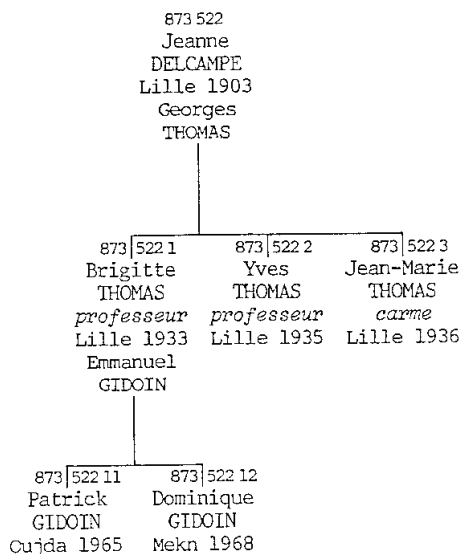 873 522
Jeanne
DELCAMPE
Lille 1903
Georges
THOMAS
873 522 1
Brigitte
THOMAS
professeur
Lille 1933
Emmanuel
GIDOIN
873 522 2
Yves
THOMAS
professeur
Lille 1935
873 522 3
Jean-Marie
THOMAS
carme
Lille 1936
873 522 11
Patrick
GIDOIN
Oujda 1965
873 522 12
Dominique
GIDOIN
Mekn 1968